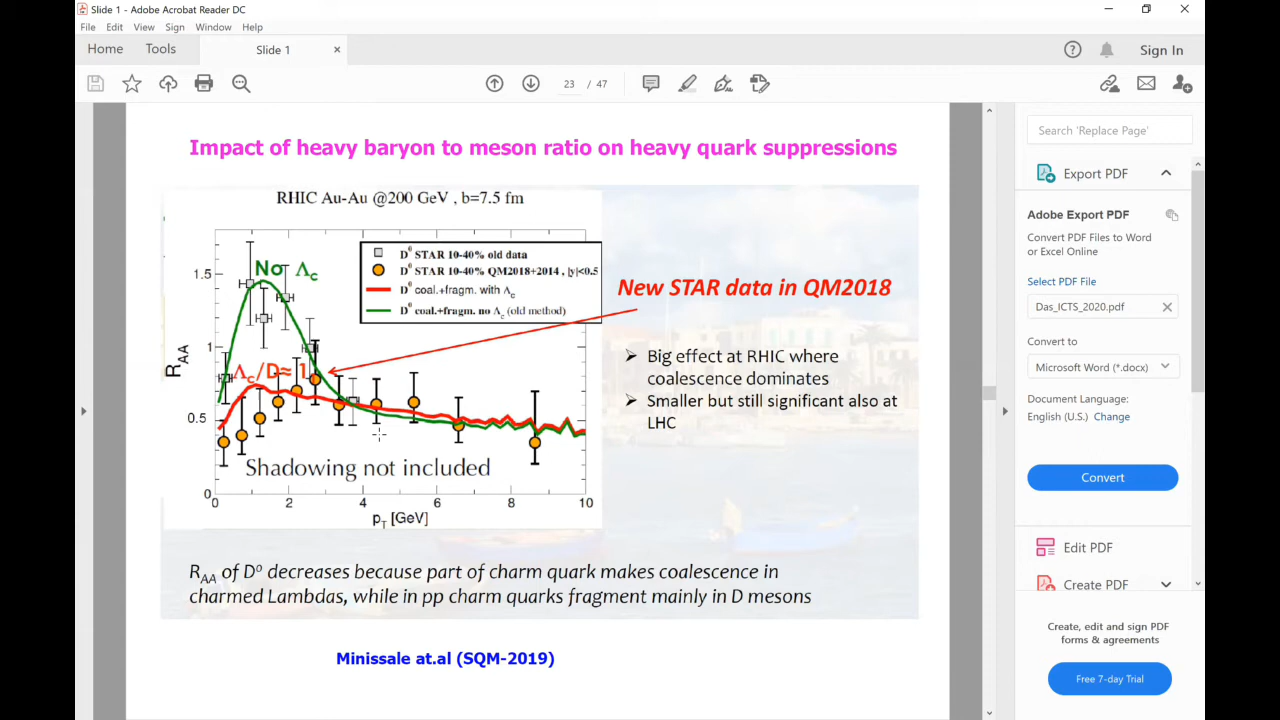 Slide 1 - Adobe Acrobat Reader DC
File Edit View Sign Window Help
Home Tools Slide 1 × Sign In
23 / 47
Impact of heavy baryon to meson ratio on heavy quark suppressions
RHIC Au-Au @200 GeV , b=7.5 fm
D⁰ STAR 10-40% old data
D⁰ STAR 10-40% QM2018+2014 , |y|<0.5
D⁰ coal.+fragm. with Λc
D⁰ coal.+fragm. no Λc (old method)
No Λc
Λc/D≈ 1
Shadowing not included
RAA
1.5
1
0.5
0
0 2 4 6 8 10
pT [GeV]
New STAR data in QM2018
➢ Big effect at RHIC where
coalescence dominates
➢ Smaller but still significant also at
LHC
RAA of D⁰ decreases because part of charm quark makes coalescence in
charmed Lambdas, while in pp charm quarks fragment mainly in D mesons
Minissale at.al (SQM-2019)
Search 'Replace Page'
Export PDF
Adobe Export PDF
Convert PDF Files to Word
or Excel Online
Select PDF File
Das_ICTS_2020.pdf ×
Convert to
Microsoft Word (*.docx)
Document Language:
English (U.S.) Change
Convert
Edit PDF
Create PDF
Create, edit and sign PDF
forms & agreements
Free 7-day Trial